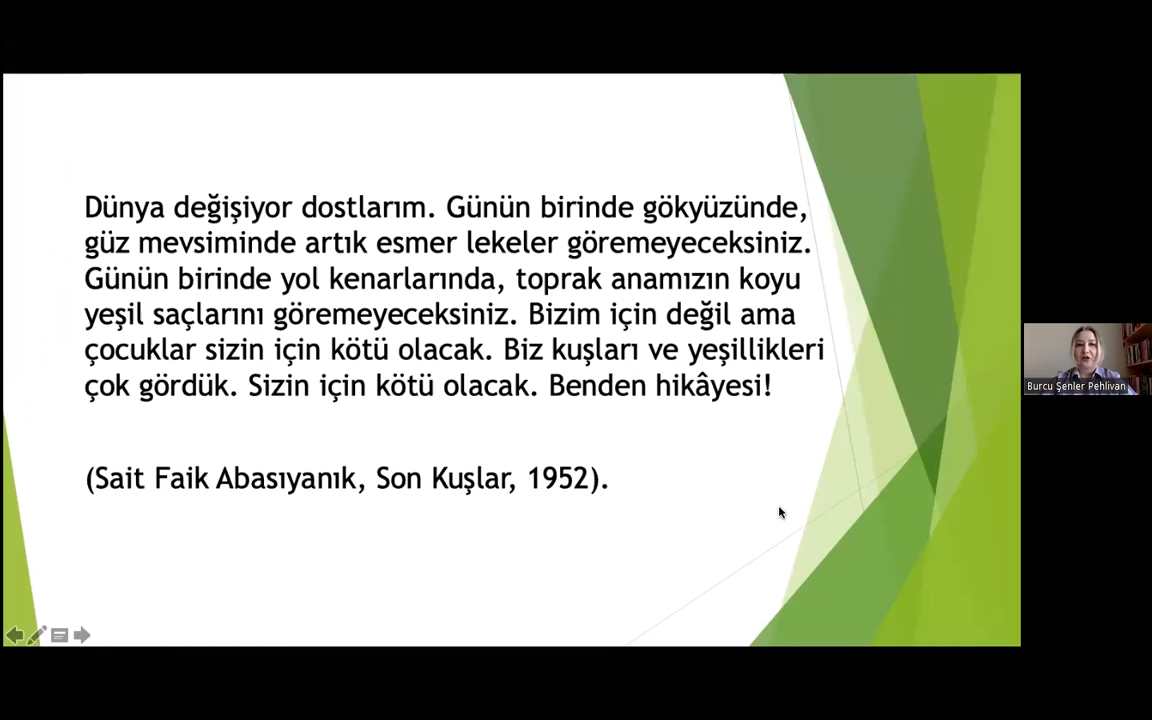 Dünya değişiyor dostlarım. Günün birinde gökyüzünde,
güz mevsiminde artık esmer lekeler göremeyeceksiniz.
Günün birinde yol kenarlarında, toprak anamızın koyu
yeşil saçlarını göremeyeceksiniz. Bizim için değil ama
çocuklar sizin için kötü olacak. Biz kuşları ve yeşillikleri
çok gördük. Sizin için kötü olacak. Benden hikâyesi!
(Sait Faik Abasıyanık, Son Kuşlar, 1952).
Burcu Şenler Pehlivan